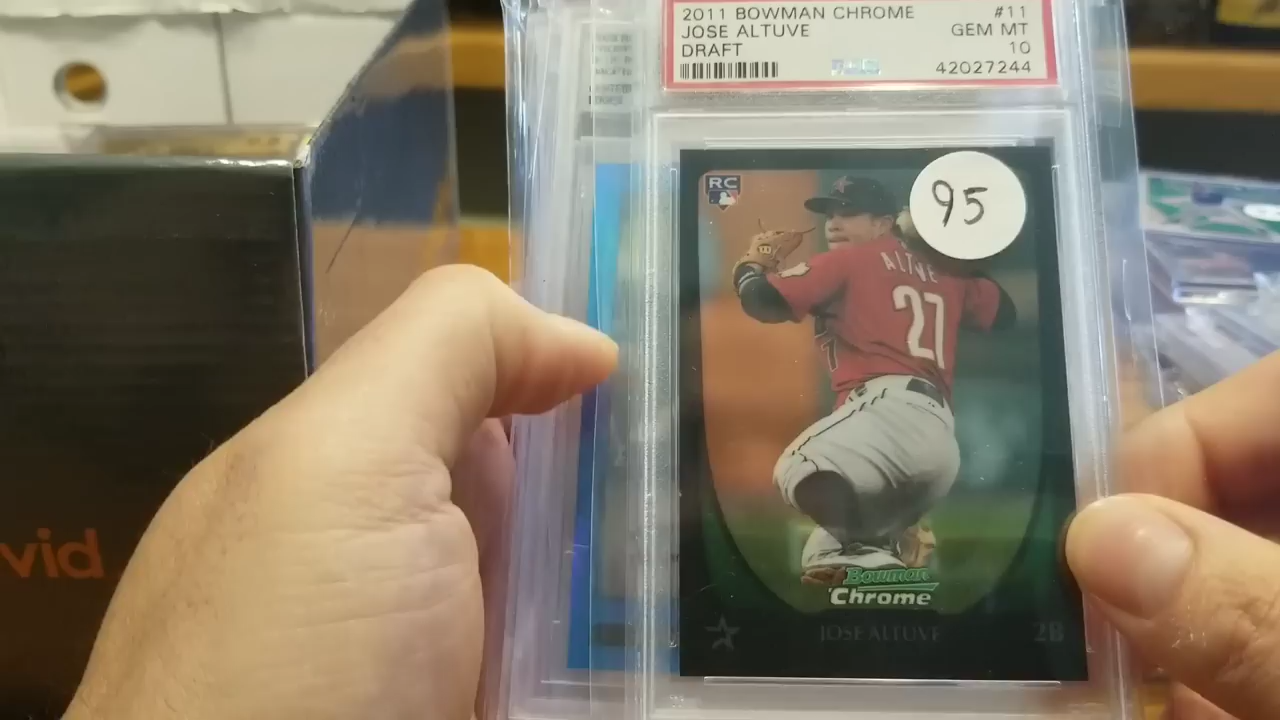 2011 BOWMAN CHROME #11
JOSE ALTUVE GEM MT
DRAFT 10
42027244
RC
95
ALTVE
27
Bowman
Chrome
JOSE ALTUVE 2B
vid